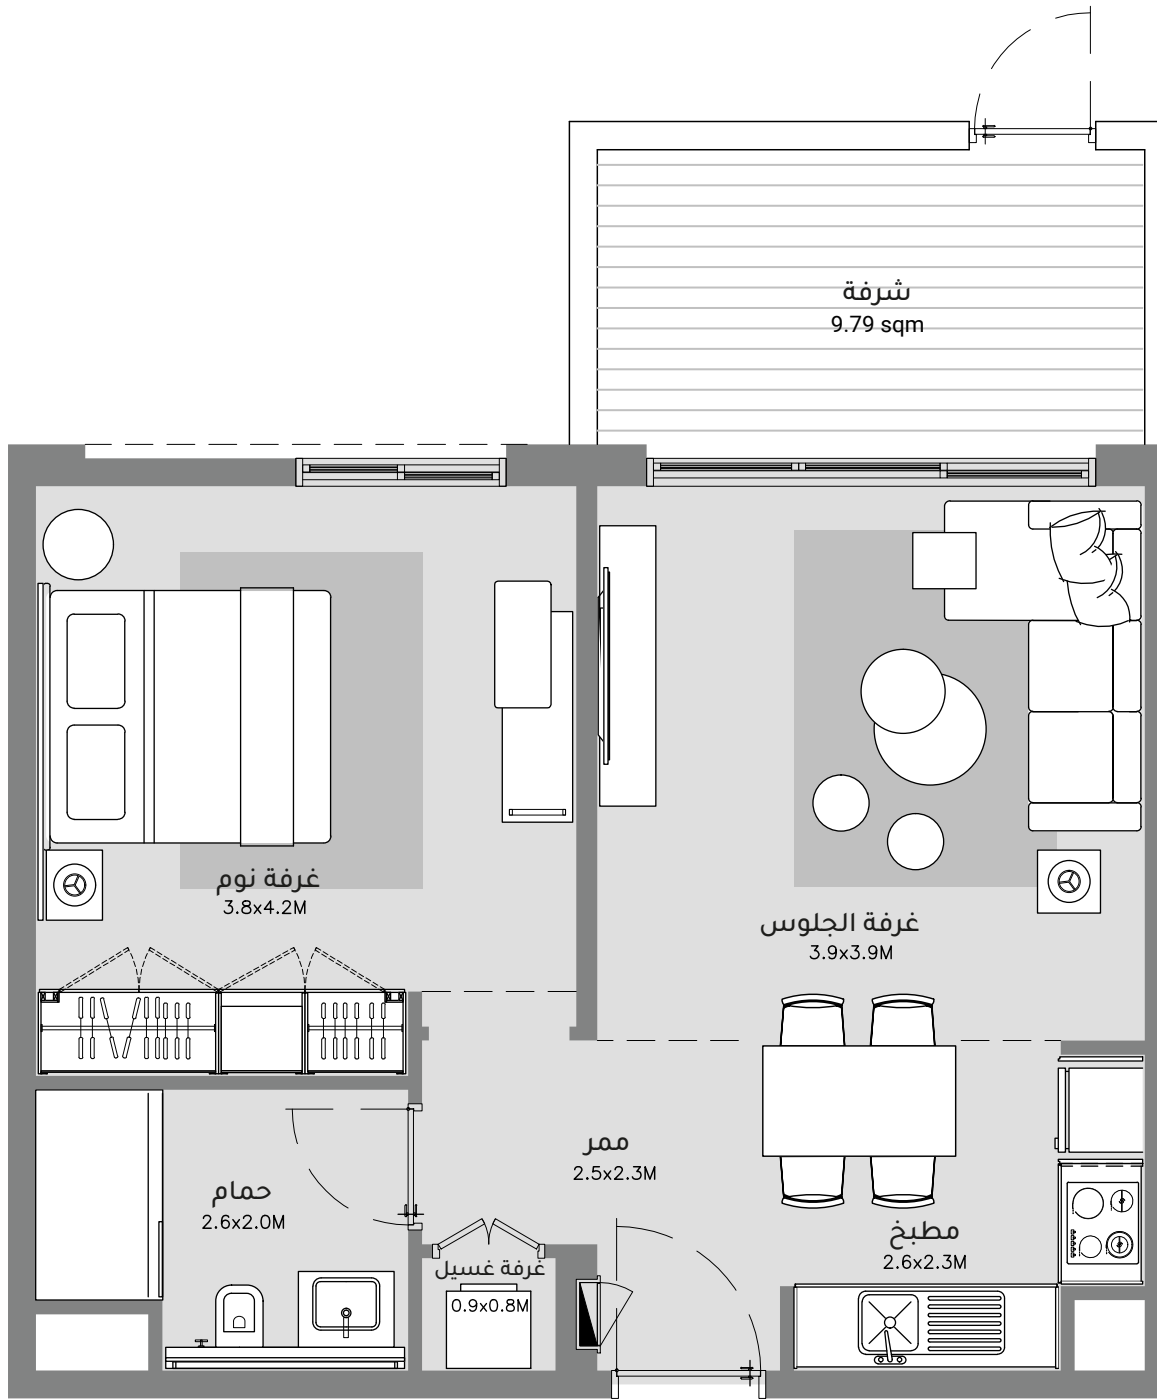 شرفة
9.79 sqm
غرفة نوم
3.8x4.2M
غرفة الجلوس
3.9x3.9M
ممر
2.5x2.3M
حمام
2.6x2.0M
مطبخ
2.6x2.3M
غرفة غسيل
0.9x0.8M